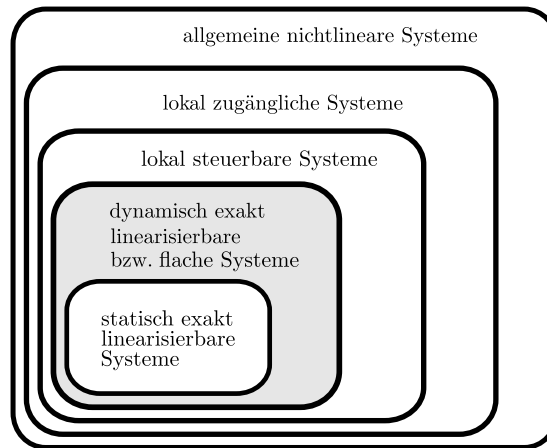 allgemeine nichtlineare Systeme
lokal zugängliche Systeme
lokal steuerbare Systeme
dynamisch exakt
linearisierbare
bzw. flache Systeme
statisch exakt
linearisierbare
Systeme